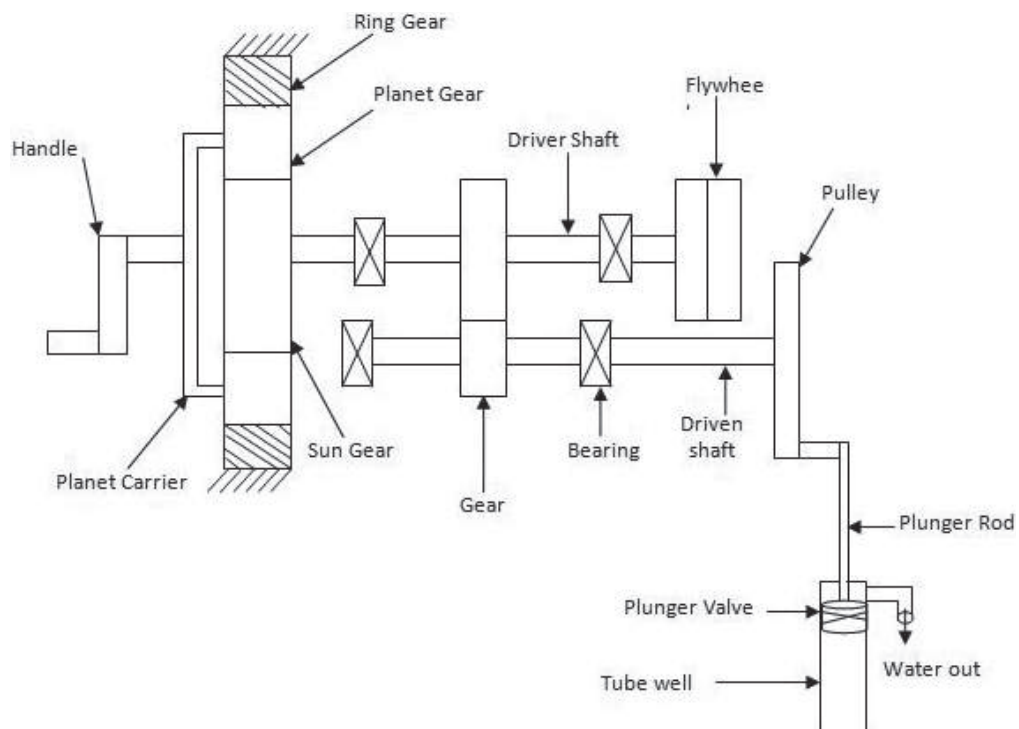 Ring Gear
Planet Gear
Flywhee
Handle
Driver Shaft
Pulley
Sun Gear
Bearing
Driven
shaft
Planet Carrier
Gear
Plunger Rod
Plunger Valve
Water out
Tube well